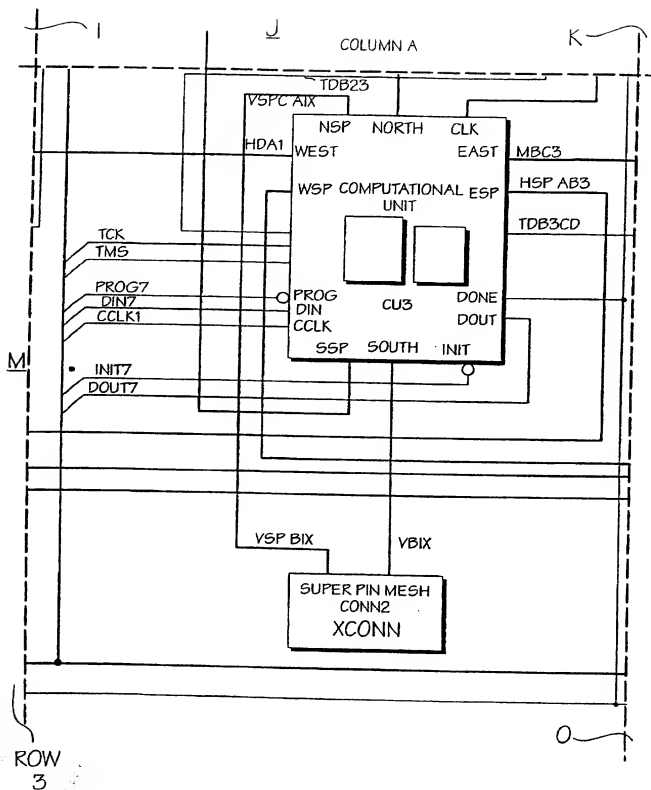 I
J
K
COLUMN A
TDB23
VSPC AIX
NSP NORTH CLK
HDA1
WEST
EAST
MBC3
WSP
COMPUTATIONAL
UNIT
ESP
HSP AB3
TDB3CD
TCK
TMS
PROG7
DIN7
CCLK1
PROG
DIN
CCLK
CU3
DONE
DOUT
SSP SOUTH INIT
M
INIT7
DOUT7
VSP BIX
VBIX
SUPER PIN MESH
CONN2
XCONN
ROW
3
O